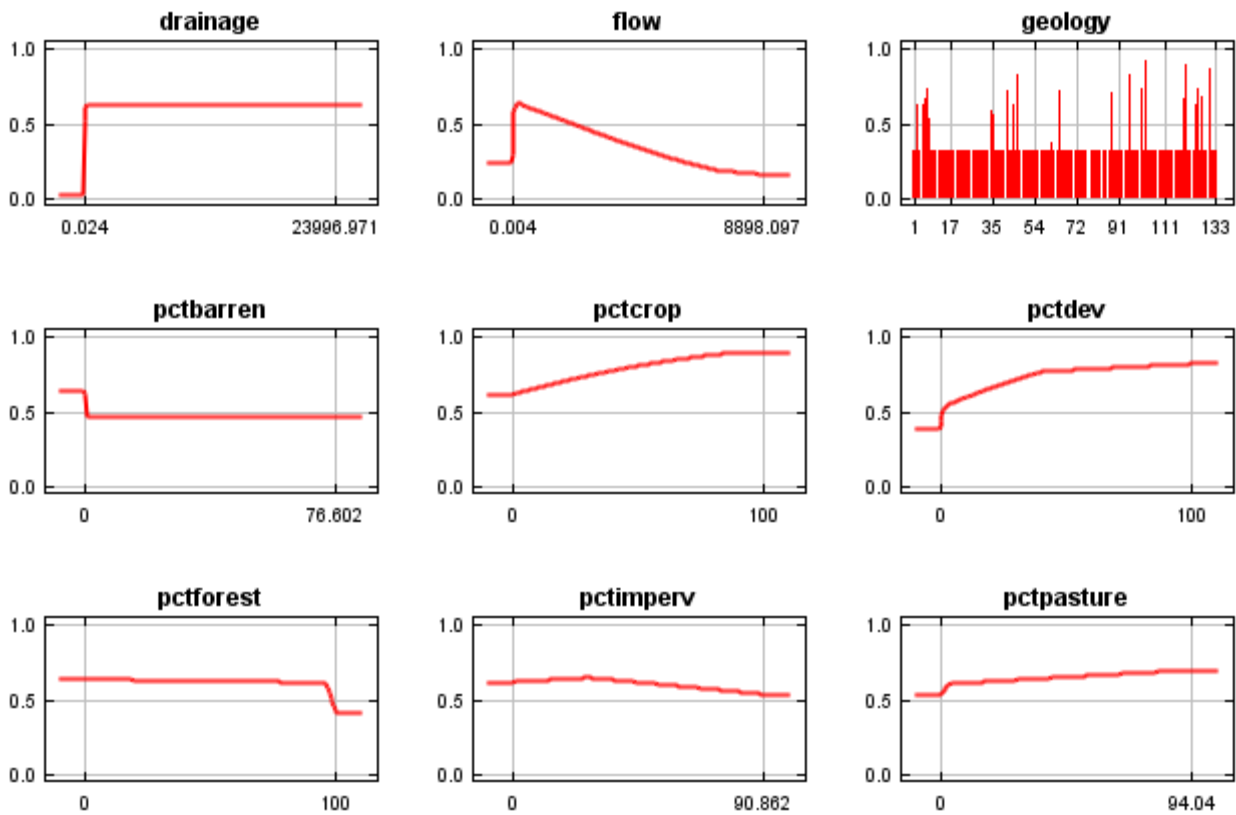 drainage flow geology
1.0 1.0 1.0
0.5 0.5 0.5
0.0 0.0 0.0
0.024 23996.971 0.004 8898.097 1 17 35 54 72 91 111 133
pctbarren pctcrop pctdev
1.0 1.0 1.0
0.5 0.5 0.5
0.0 0.0 0.0
0 76.602 0 100 0 100
pctforest pctimperv pctpasture
1.0 1.0 1.0
0.5 0.5 0.5
0.0 0.0 0.0
0 100 0 90.862 0 94.04